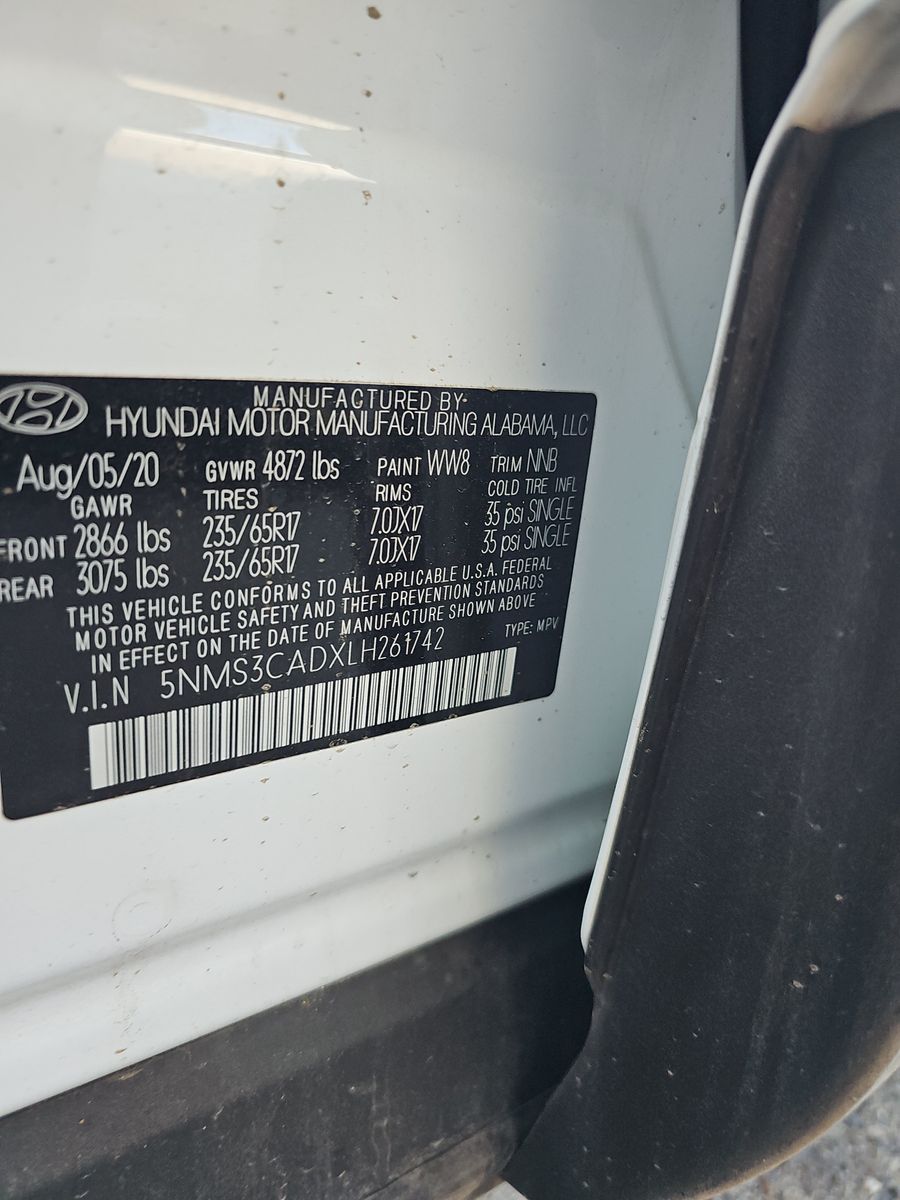 MANUFACTURED BY
HYUNDAI MOTOR MANUFACTURING ALABAMA, LLC
Aug/05/20 GVWR 4872 lbs PAINT WW8 TRIM NNB
GAWR TIRES RIMS COLD TIRE INFL
FRONT 2866 lbs 235/65R17 7.0JX17 35 psi SINGLE
REAR 3075 lbs 235/65R17 7.0JX17 35 psi SINGLE
THIS VEHICLE CONFORMS TO ALL APPLICABLE U.S.A. FEDERAL
MOTOR VEHICLE SAFETY AND THEFT PREVENTION STANDARDS
IN EFFECT ON THE DATE OF MANUFACTURE SHOWN ABOVE
V.I.N 5NMS3CADXLH261742 TYPE: MPV